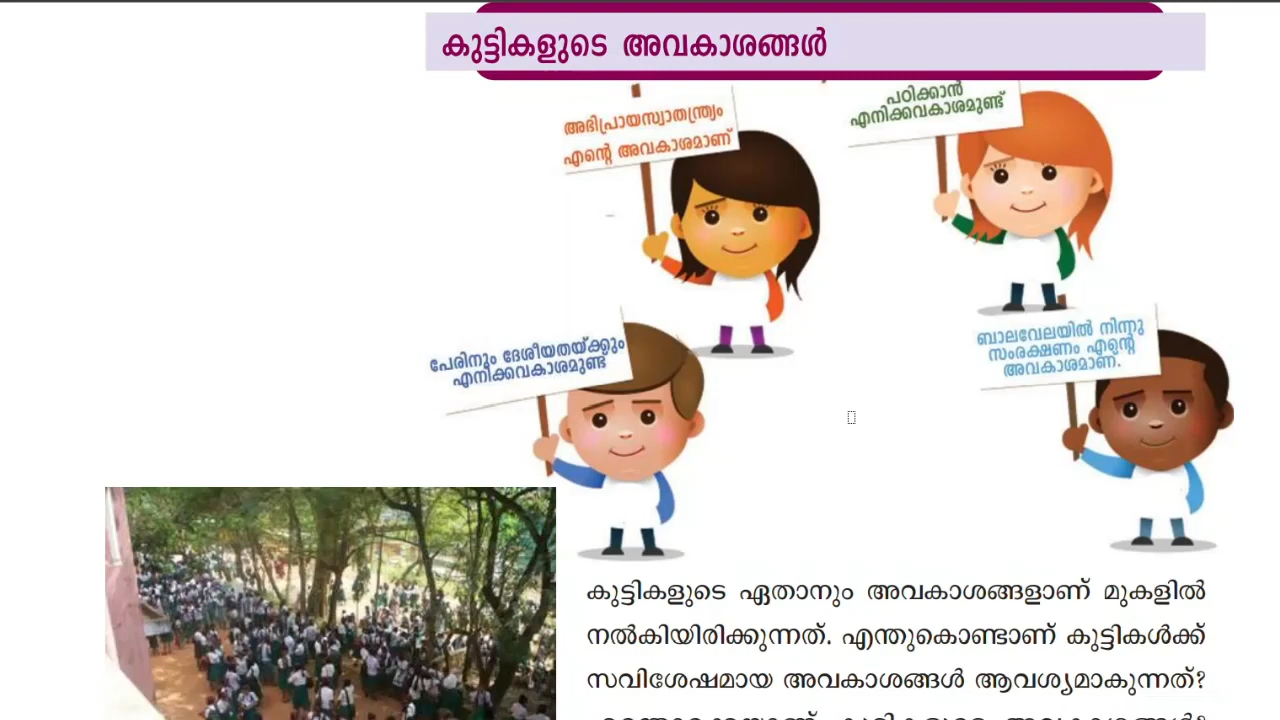 കുട്ടികളുടെ അവകാശങ്ങൾ
അഭിപ്രായസ്വാതന്ത്ര്യം
എന്റെ അവകാശമാണ്
പഠിക്കാൻ
എനിക്കവകാശമുണ്ട്
പേരിനും ദേശീയതയ്ക്കും
എനിക്കവകാശമുണ്ട്
ബാലവേലയിൽ നിന്നു
സംരക്ഷണം എന്റെ
അവകാശമാണ്.
കുട്ടികളുടെ ഏതാനും അവകാശങ്ങളാണ് മുകളിൽ
നൽകിയിരിക്കുന്നത്. എന്തുകൊണ്ടാണ് കുട്ടികൾക്ക്
സവിശേഷമായ അവകാശങ്ങൾ ആവശ്യമാകുന്നത്?